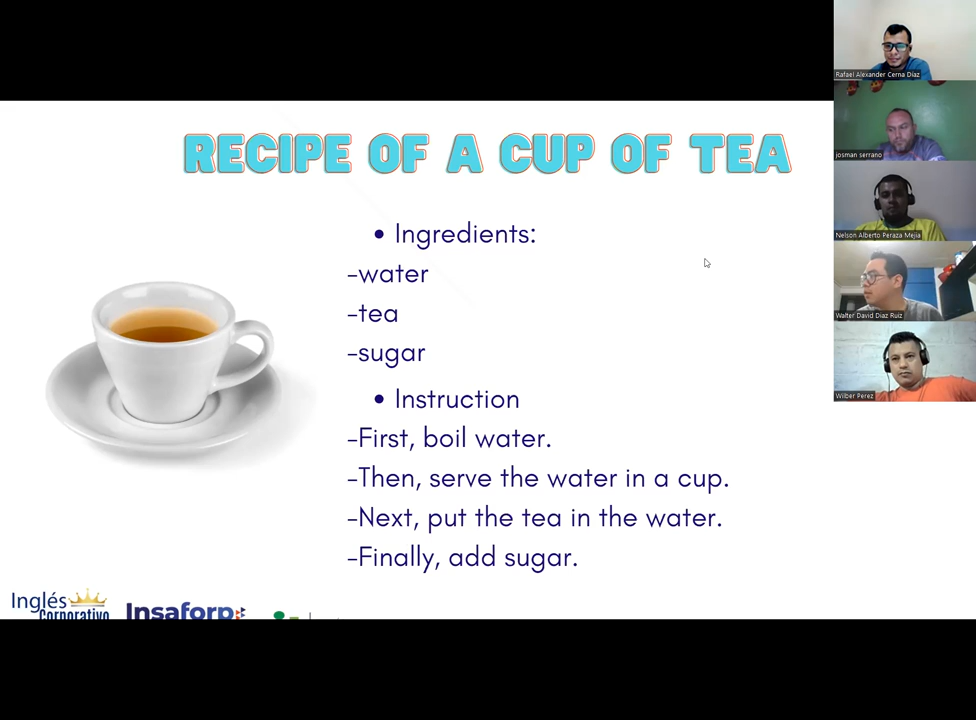 RECIPE OF A CUP OF TEA
• Ingredients:
-water
-tea
-sugar
• Instruction
-First, boil water.
-Then, serve the water in a cup.
-Next, put the tea in the water.
-Finally, add sugar.
Inglés
Corporativo
Insaforp
Rafael Alexander Cerna Diaz
josman serrano
Nelson Alberto Peraza Mejia
Walter David Diaz Ruiz
Wilber Perez